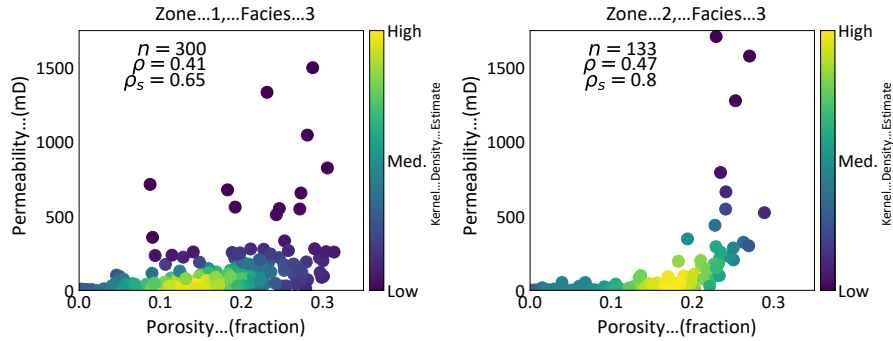 Zone...1,...Facies...3
n = 300
ρ = 0.41
ρs = 0.65
Permeability...(mD)
1500
1000
500
0
0.0 0.1 0.2 0.3
Porosity...(fraction)
High
Med.
Low
Kernel...Density...Estimate
Zone...2,...Facies...3
n = 133
ρ = 0.47
ρs = 0.8
Permeability...(mD)
1500
1000
500
0
0.0 0.1 0.2 0.3
Porosity...(fraction)
High
Med.
Low
Kernel...Density...Estimate